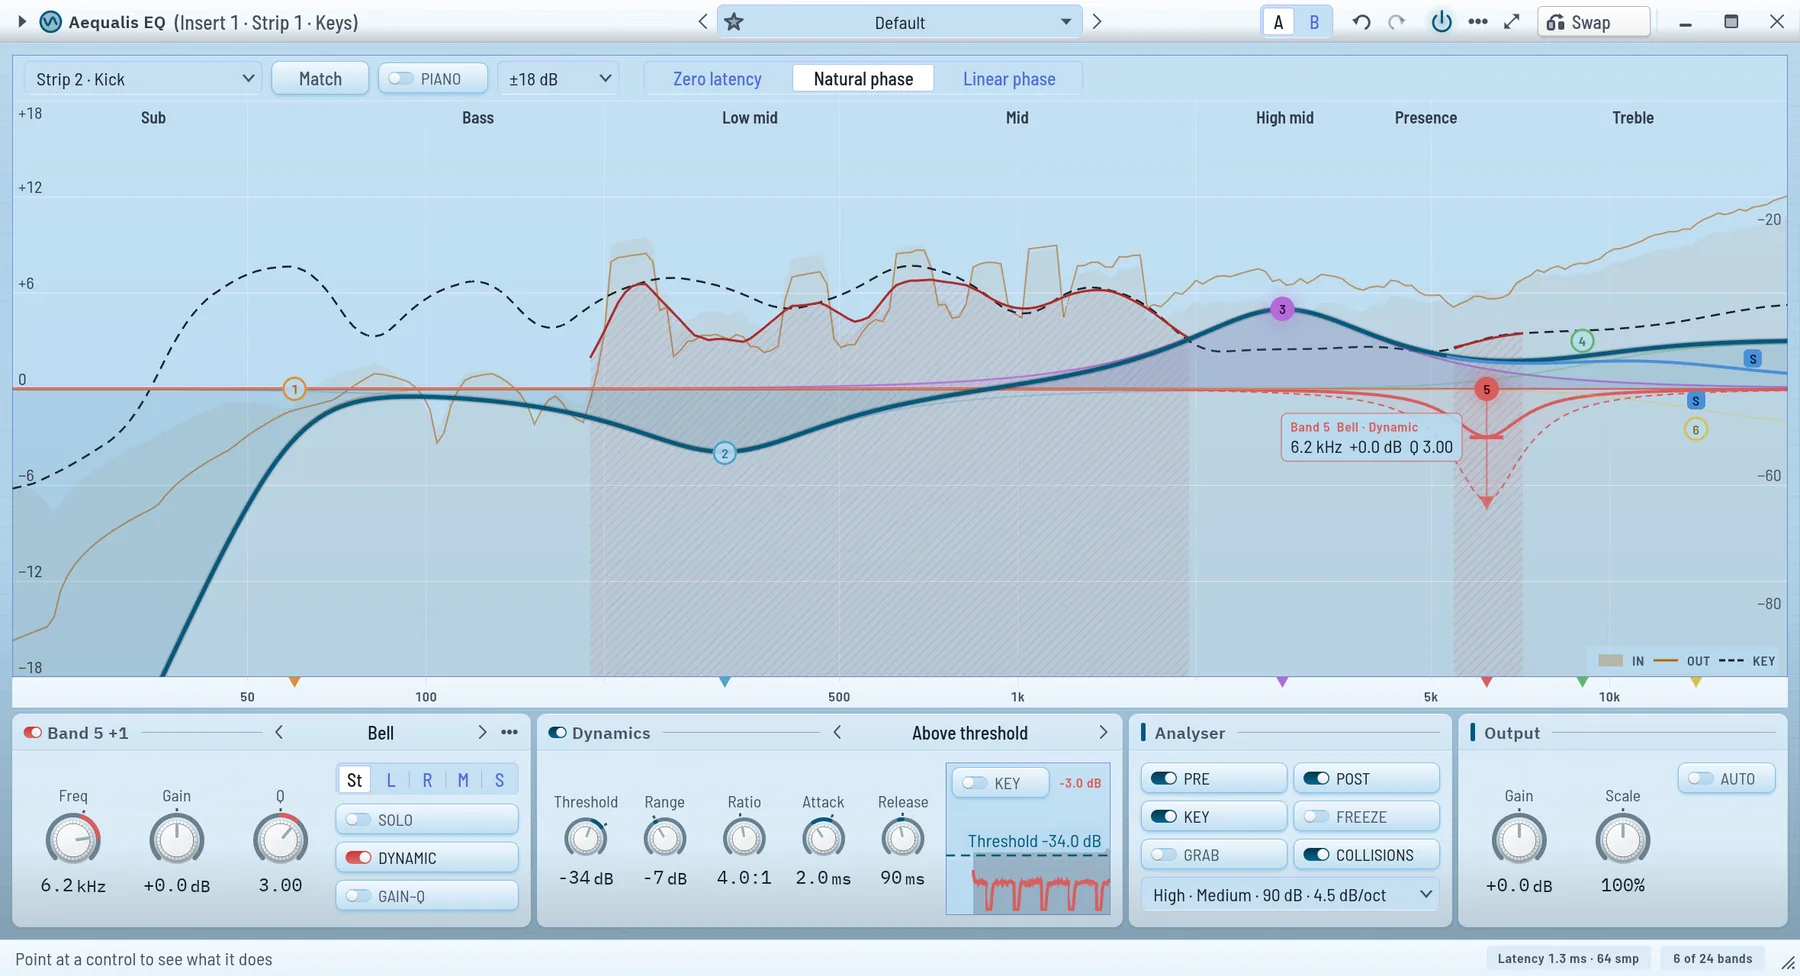 Aequalis EQ (Insert 1 · Strip 1 · Keys)
Default
A B
Swap
Strip 2 · Kick
Match
PIANO
±18 dB
Zero latency
Natural phase
Linear phase
+18
Sub
Bass
Low mid
Mid
High mid
Presence
Treble
+12
-20
+6
3
4
S
0
1
5
S
Band 5 Bell · Dynamic
6.2 kHz +0.0 dB Q 3.00
2
6
-6
-60
-12
-80
-18
IN OUT KEY
50
100
500
1k
5k
10k
Band 5 +1
Bell
St L R M S
Freq
Gain
Q
SOLO
DYNAMIC
GAIN-Q
6.2 kHz
+0.0 dB
3.00
Dynamics
Above threshold
Threshold
Range
Ratio
Attack
Release
-34 dB
-7 dB
4.0:1
2.0 ms
90 ms
KEY
-3.0 dB
Threshold -34.0 dB
Analyser
PRE
POST
KEY
FREEZE
GRAB
COLLISIONS
High · Medium · 90 dB · 4.5 dB/oct
Output
AUTO
Gain
Scale
+0.0 dB
100%
Point at a control to see what it does
Latency 1.3 ms · 64 smp
6 of 24 bands